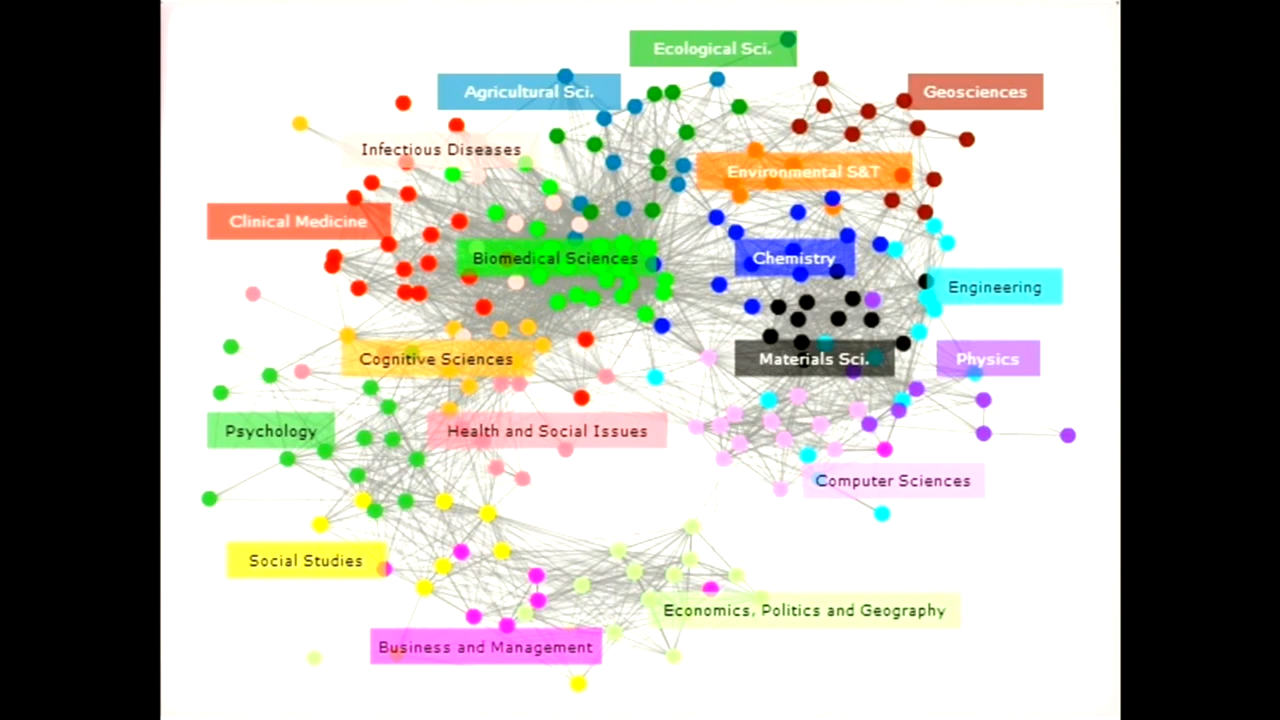 Ecological Sci.
Agricultural Sci.
Geosciences
Infectious Diseases
Environmental S&T
Clinical Medicine
Biomedical Sciences
Chemistry
Engineering
Cognitive Sciences
Materials Sci.
Physics
Psychology
Health and Social Issues
Computer Sciences
Social Studies
Economics, Politics and Geography
Business and Management